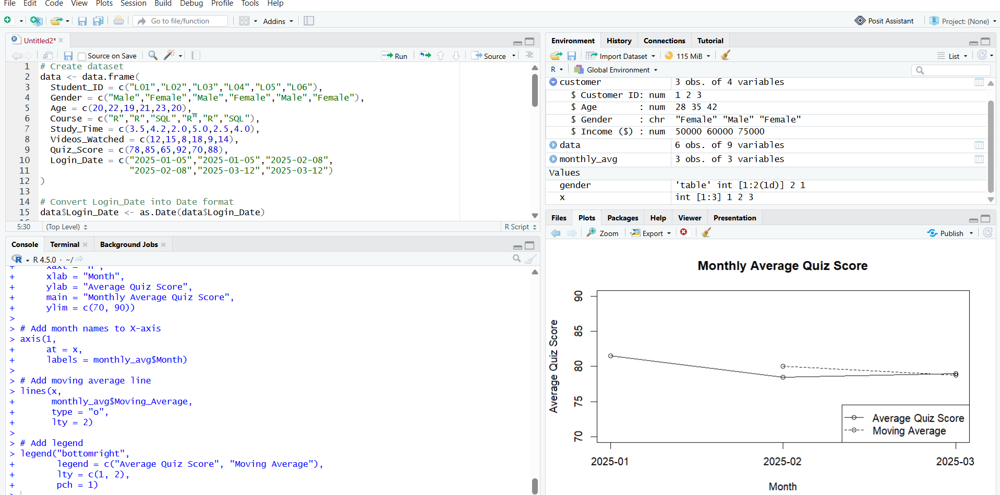 File Edit Code View Plots Session Build Debug Profile Tools Help
Go to file/function Addins Posit Assistant Project: (None)
Untitled2*
Source on Save Run Source
1 # Create dataset
2 data <- data.frame(
3 Student_ID = c("L01","L02","L03","L04","L05","L06"),
4 Gender = c("Male","Female","Male","Female","Male","Female"),
5 Age = c(20,22,19,21,23,20),
6 Course = c("R","R","SQL","R","R","SQL"),
7 Study_Time = c(3.5,4.2,2.0,5.0,2.5,4.0),
8 Videos_Watched = c(12,15,8,18,9,14),
9 Quiz_Score = c(78,85,65,92,70,88),
10 Login_Date = c("2025-01-05","2025-01-05","2025-02-08",
11 "2025-02-08","2025-03-12","2025-03-12")
12 )
13
14 # Convert Login_Date into Date format
15 data$Login_Date <- as.Date(data$Login_Date)
5:30 (Top Level) R Script
Console Terminal Background Jobs
R 4.5.0 · ~/
+ xaxt = "n",
+ xlab = "Month",
+ ylab = "Average Quiz Score",
+ main = "Monthly Average Quiz Score",
+ ylim = c(70, 90))
>
> # Add month names to X-axis
> axis(1,
+ at = x,
+ labels = monthly_avg$Month)
>
> # Add moving average line
> lines(x,
+ monthly_avg$Moving_Average,
+ type = "o",
+ lty = 2)
>
> # Add legend
> legend("bottomright",
+ legend = c("Average Quiz Score", "Moving Average"),
+ lty = c(1, 2),
+ pch = 1)
>
Environment History Connections Tutorial
Import Dataset 115 MiB List
R Global Environment
customer 3 obs. of 4 variables
$ Customer ID: num 1 2 3
$ Age : num 28 35 42
$ Gender : chr "Female" "Male" "Female"
$ Income ($) : num 50000 60000 75000
data 6 obs. of 9 variables
monthly_avg 3 obs. of 3 variables
Values
gender 'table' int [1:2(1d)] 2 1
x int [1:3] 1 2 3
Files Plots Packages Help Viewer Presentation
Zoom Export Publish
Monthly Average Quiz Score
Average Quiz Score
90
85
80
75
70
Average Quiz Score
Moving Average
2025-01 2025-02 2025-03
Month